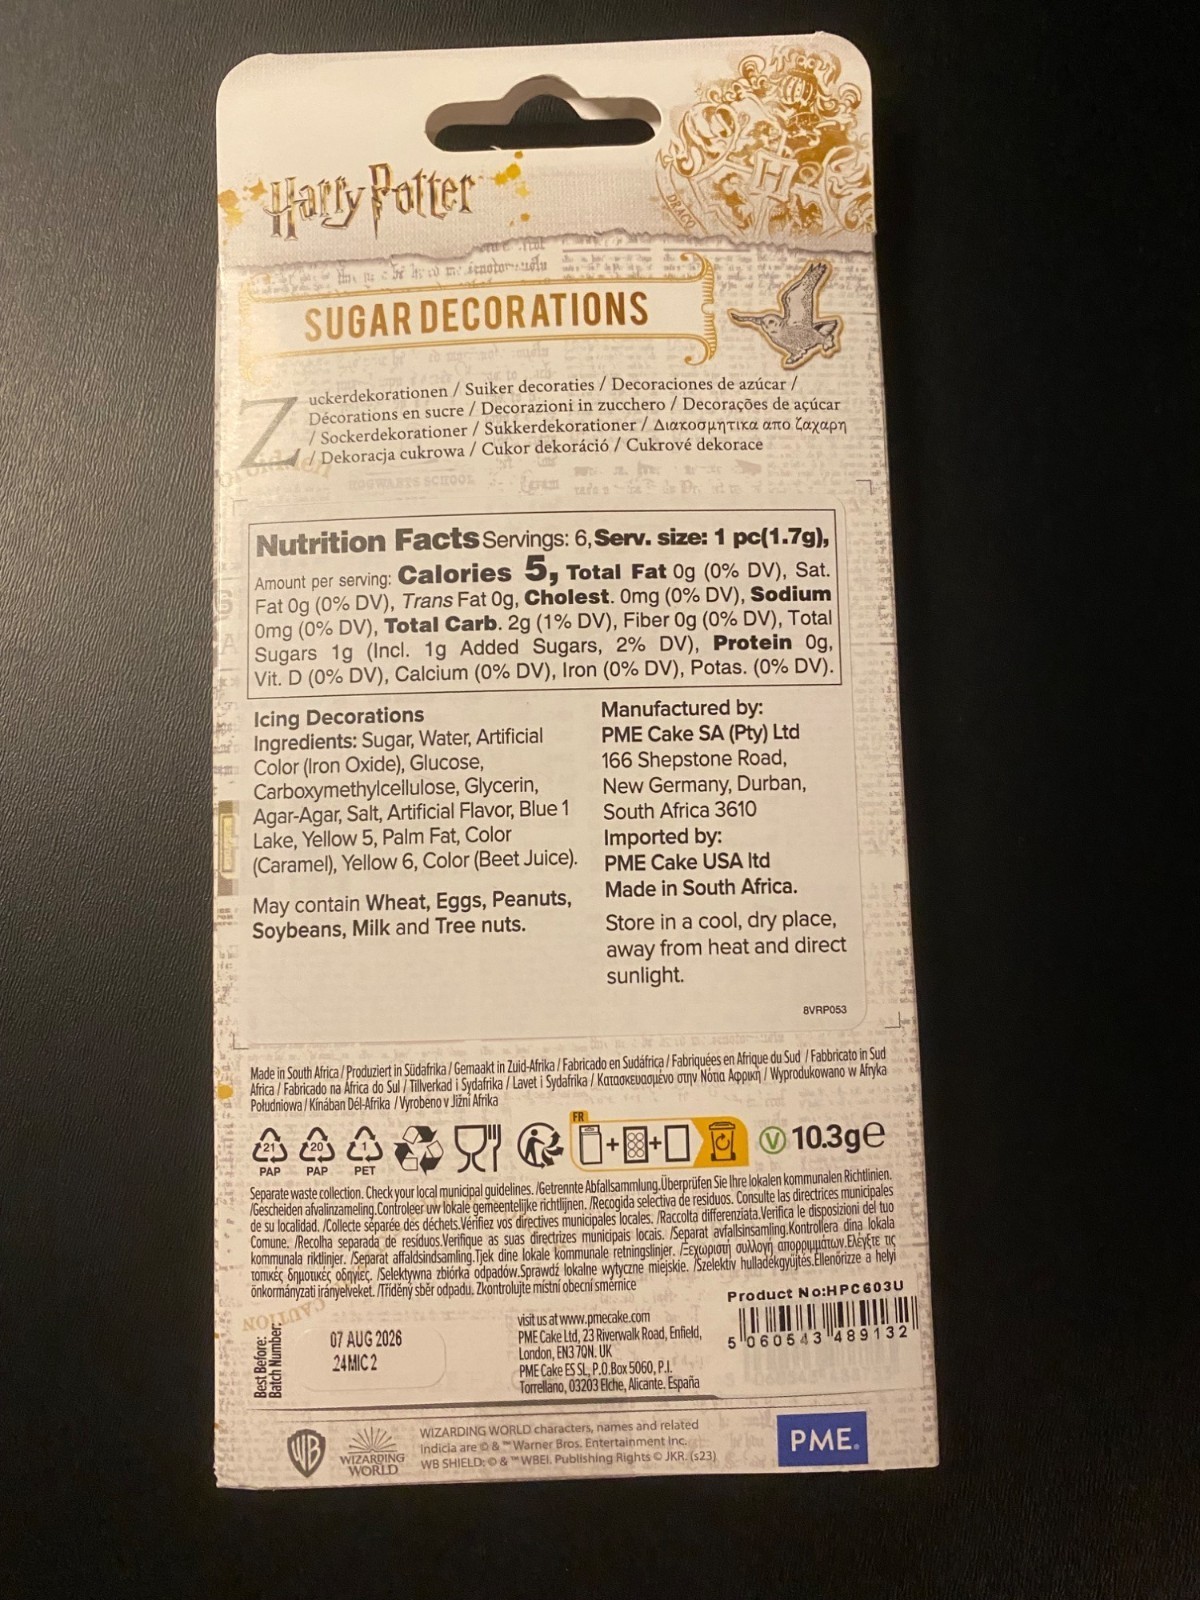 Harry Potter
DRACO
SUGAR DECORATIONS
Zuckerdekorationen / Suiker decoraties / Decoraciones de azúcar /
Décorations en sucre / Decorazioni in zucchero / Decorações de açúcar
/ Sockerdekorationer / Sukkerdekorationer / Διακοσμητικα απο ζάχαρη
/ Dekoracja cukrowa / Cukor dekoráció / Cukrové dekorace
HOGWARTS SCHOOL
Nutrition Facts Servings: 6, Serv. size: 1 pc(1.7g),
Amount per serving: Calories 5, Total Fat 0g (0% DV), Sat.
Fat 0g (0% DV), Trans Fat 0g, Cholest. 0mg (0% DV), Sodium
0mg (0% DV), Total Carb. 2g (1% DV), Fiber 0g (0% DV), Total
Sugars 1g (Incl. 1g Added Sugars, 2% DV), Protein 0g,
Vit. D (0% DV), Calcium (0% DV), Iron (0% DV), Potas. (0% DV).
Icing Decorations
Ingredients: Sugar, Water, Artificial
Color (Iron Oxide), Glucose,
Carboxymethylcellulose, Glycerin,
Agar-Agar, Salt, Artificial Flavor, Blue 1
Lake, Yellow 5, Palm Fat, Color
(Caramel), Yellow 6, Color (Beet Juice).
May contain Wheat, Eggs, Peanuts,
Soybeans, Milk and Tree nuts.
Manufactured by:
PME Cake SA (Pty) Ltd
166 Shepstone Road,
New Germany, Durban,
South Africa 3610
Imported by:
PME Cake USA ltd
Made in South Africa.
Store in a cool, dry place,
away from heat and direct
sunlight.
8VRP053
Made in South Africa / Produziert in Südafrika / Gemaakt in Zuid-Afrika / Fabricado en Sudáfrica / Fabriquées en Afrique du Sud / Fabbricato in Sud
Africa / Fabricado na África do Sul / Tillverkad i Sydafrika / Lavet i Sydafrika / Κατασκευασμένο στην Νότια Αφρική / Wyprodukowano w Afryka
Południowa / Kínában Dél-Afrika / Vyrobeno v Jižní Afrika
21 PAP
20 PAP
PET
FR
V 10.3g e
Separate waste collection. Check your local municipal guidelines. /Getrennte Abfallsammlung.Überprüfen Sie Ihre lokalen kommunalen Richtlinien.
/Gescheiden afvalinzameling.Controleer uw lokale gemeentelijke richtlijnen. /Recogida selectiva de residuos. Consulte las directrices municipales
de su localidad. /Collecte séparée des déchets.Vérifiez vos directives municipales locales. /Raccolta differenziata.Verifica le disposizioni del tuo
Comune. /Recolha separada de resíduos.Verifique as suas directrizes municipais locais. /Separat avfallsinsamling.Kontrollera dina lokala
kommunala riktlinjer. /Separat affaldsindsamling.Tjek dine lokale kommunale retningslinjer. /Ξεχωριστή συλλογή απορριμμάτων.Ελέγξτε τις
τοπικές δημοτικές οδηγίες. /Selektywna zbiórka odpadów.Sprawdź lokalne wytyczne miejskie. /Szelektív hulladékgyűjtés.Ellenőrizze a helyi
önkormányzati irányelveket. /Tříděný sběr odpadu. Zkontrolujte místní obecní směrnice
CAUTION
Best Before:
Batch Number:
07 AUG 2026
24MIC2
visit us at www.pmecake.com
PME Cake Ltd, 23 Riverwalk Road, Enfield,
London, EN3 7QN. UK
PME Cake ES SL, P.O.Box 5060, P.I.
Torrellano, 03203 Elche, Alicante. España
Product No:HPC603U
5 060543 489132
WB
WIZARDING
WORLD
WIZARDING WORLD characters, names and related
indicia are © & ™ Warner Bros. Entertainment Inc.
WB SHIELD: © & ™ WBEI. Publishing Rights © JKR. (s23)
PME®